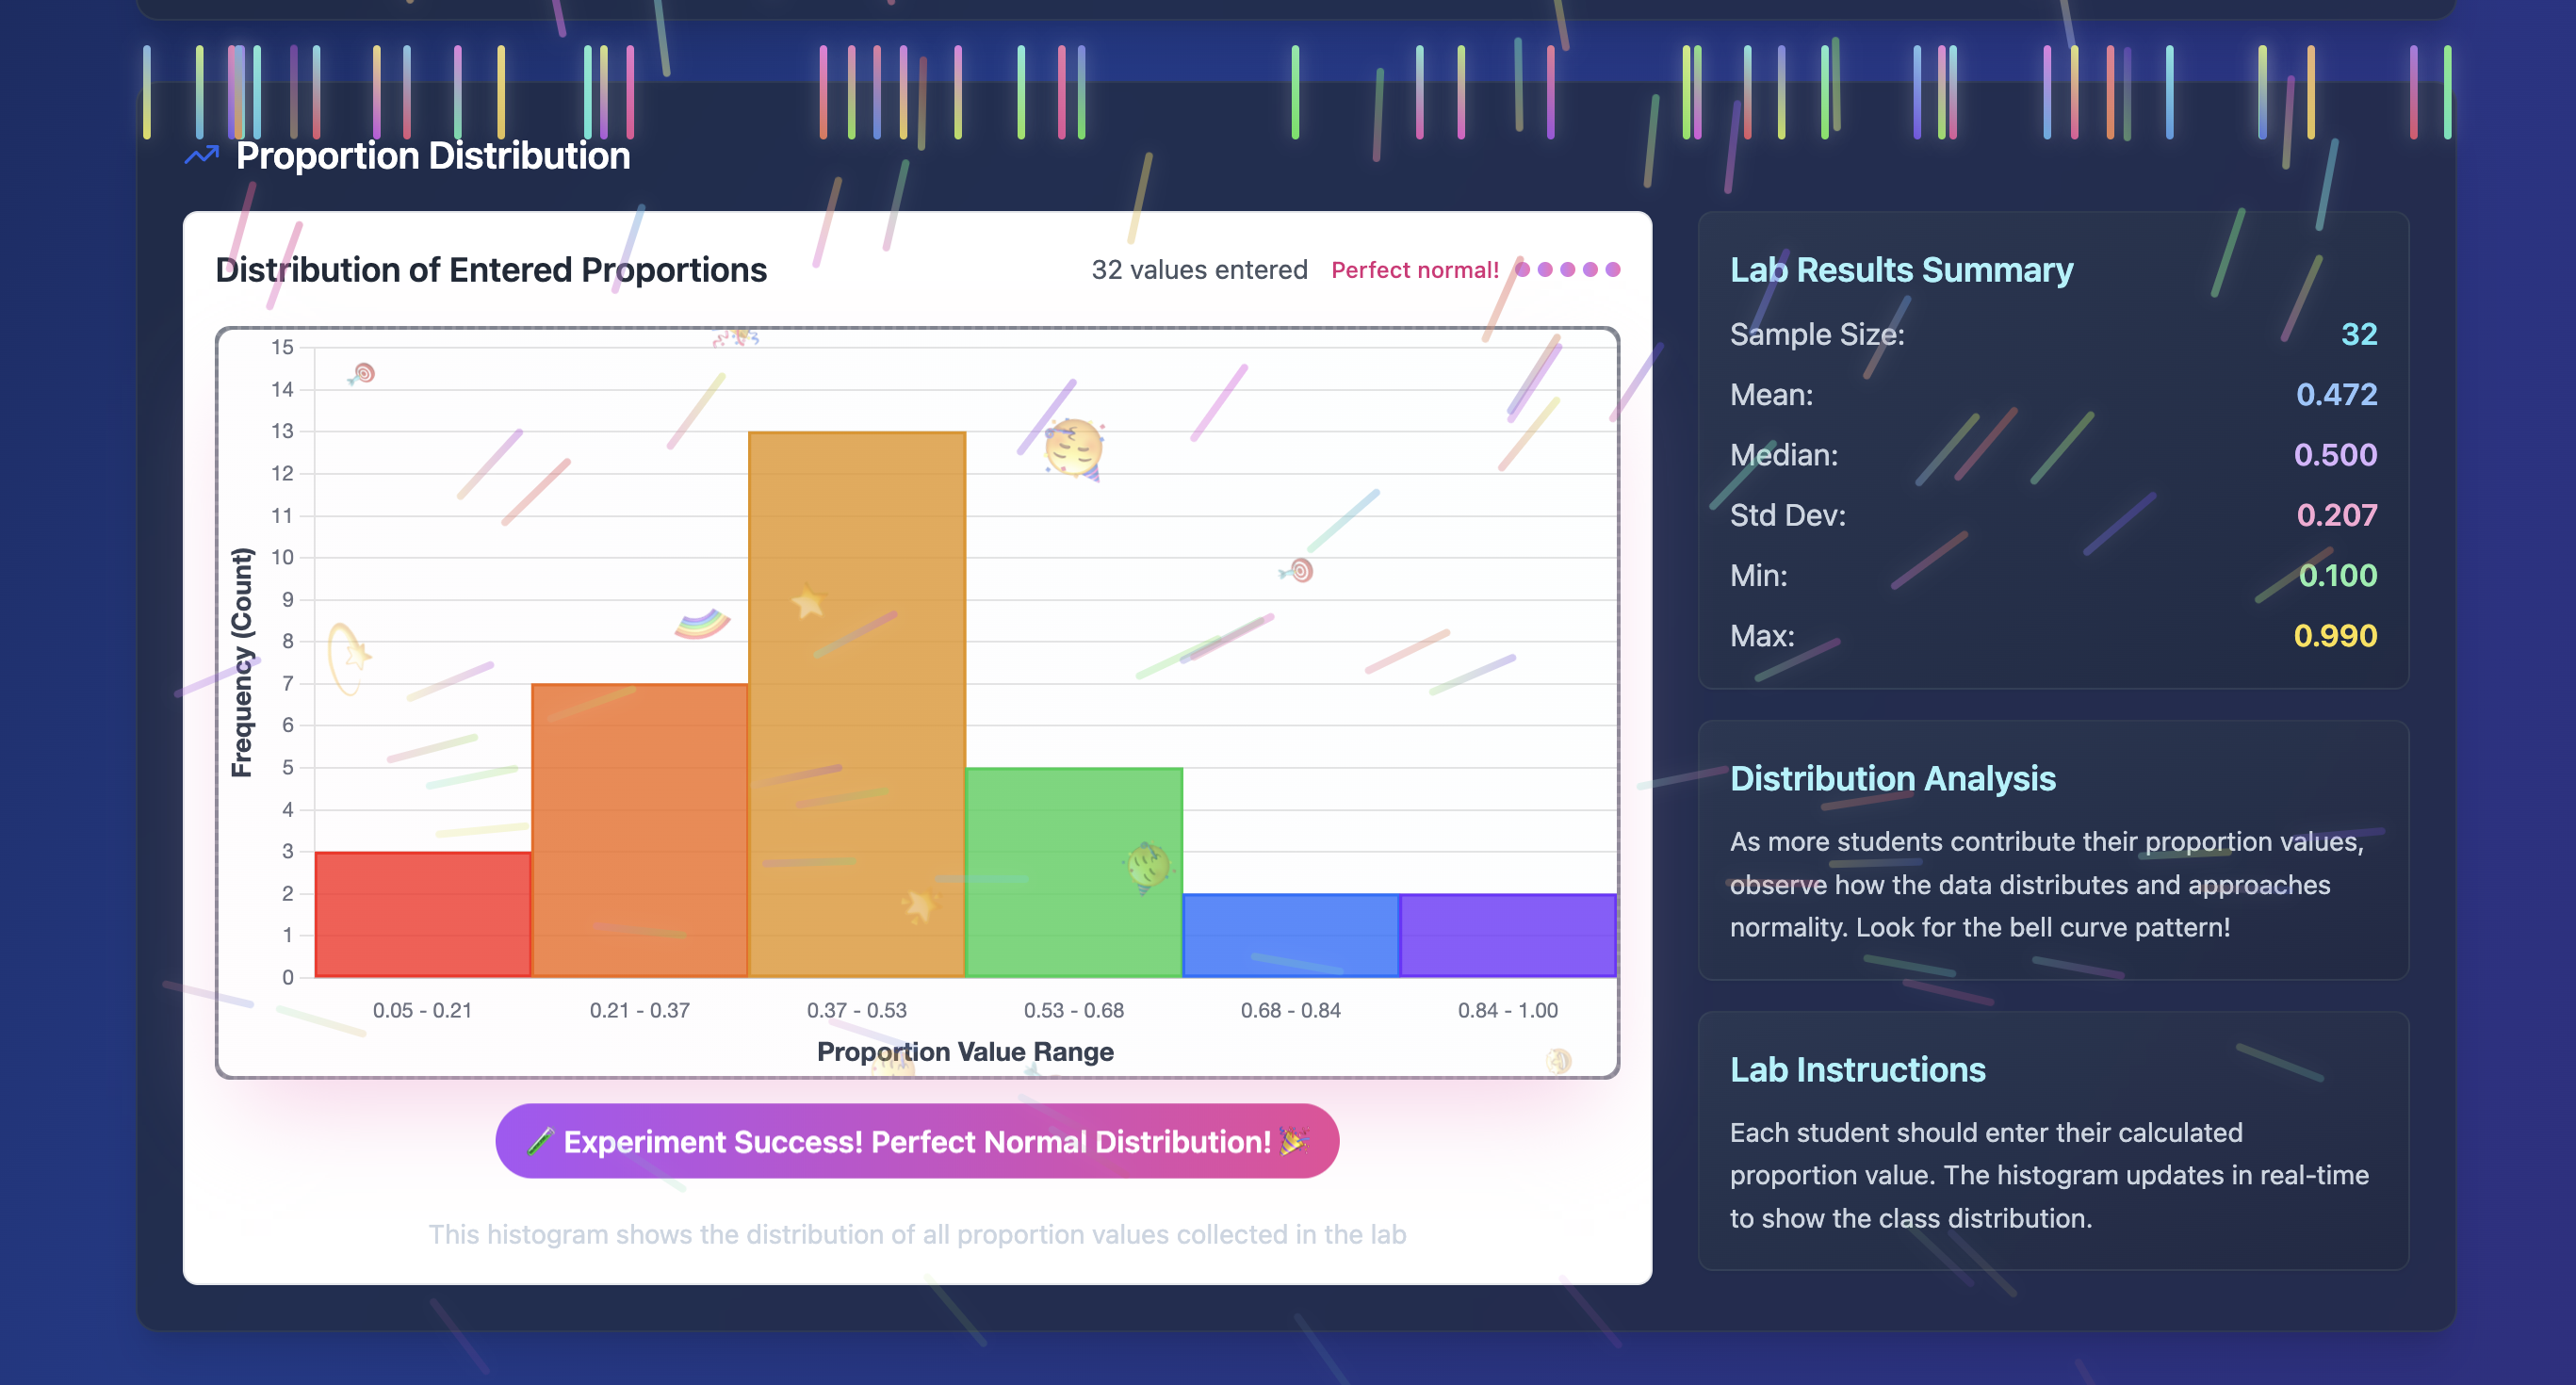 Proportion Distribution
Distribution of Entered Proportions
32 values entered
Perfect normal!
15
14
13
12
11
10
9
8
7
6
5
4
3
2
1
0
Frequency (Count)
0.05 - 0.21
0.21 - 0.37
0.37 - 0.53
0.53 - 0.68
0.68 - 0.84
0.84 - 1.00
Proportion Value Range
Experiment Success! Perfect Normal Distribution!
This histogram shows the distribution of all proportion values collected in the lab
Lab Results Summary
Sample Size: 32
Mean: 0.472
Median: 0.500
Std Dev: 0.207
Min: 0.100
Max: 0.990
Distribution Analysis
As more students contribute their proportion values,
observe how the data distributes and approaches
normality. Look for the bell curve pattern!
Lab Instructions
Each student should enter their calculated
proportion value. The histogram updates in real-time
to show the class distribution.